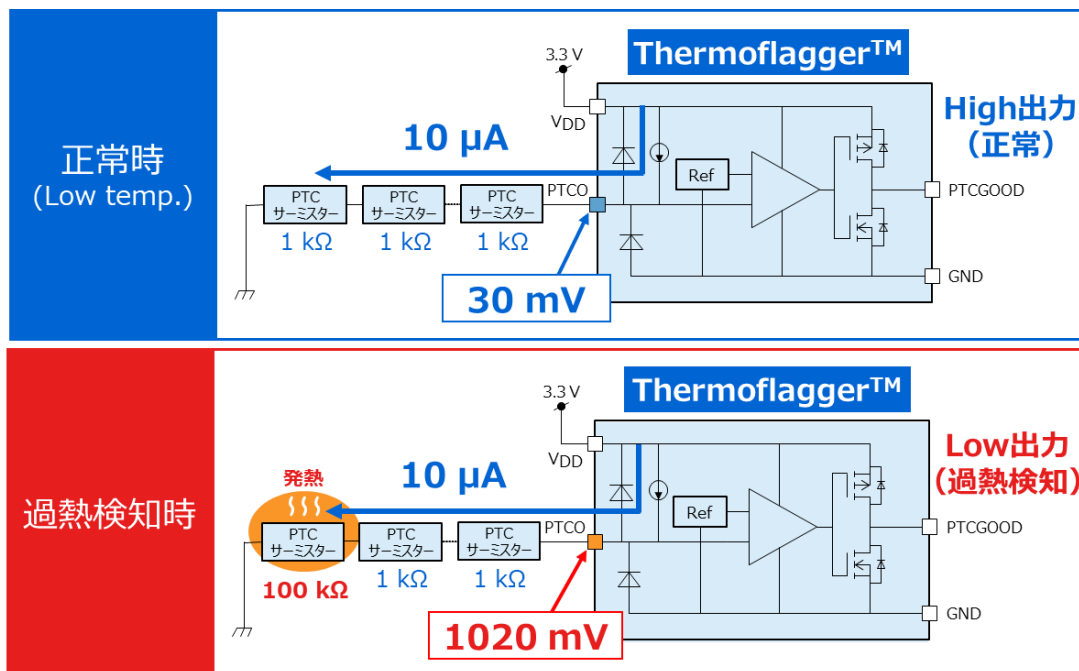 正常時
(Low temp.)
Thermoflagger™
3.3 V
VDD
High出力
(正常)
10 µA
Ref
PTCO
PTCGOOD
PTC
サーミスター
PTC
サーミスター
PTC
サーミスター
1 kΩ
1 kΩ
1 kΩ
30 mV
GND
過熱検知時
Thermoflagger™
3.3 V
VDD
Low出力
(過熱検知)
発熱
10 µA
Ref
PTCO
PTCGOOD
PTC
サーミスター
PTC
サーミスター
PTC
サーミスター
100 kΩ
1 kΩ
1 kΩ
1020 mV
GND